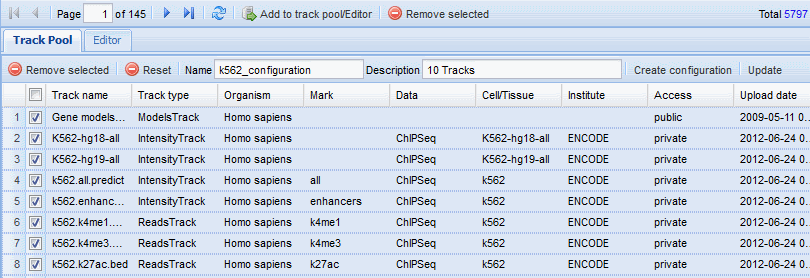 Page 1 of 145 Add to track pool/Editor Remove selected Total 5797
Track Pool Editor
Remove selected Reset Name k562_configuration Description 10 Tracks Create configuration Update
Track name Track type Organism Mark Data Cell/Tissue Institute Access Upload date
1 Gene models... ModelsTrack Homo sapiens public 2009-05-11 0...
2 K562-hg18-all IntensityTrack Homo sapiens ChIPSeq K562-hg18-all ENCODE private 2012-06-24 0...
3 K562-hg19-all IntensityTrack Homo sapiens ChIPSeq K562-hg19-all ENCODE private 2012-06-24 0...
4 k562.all.predict IntensityTrack Homo sapiens all ChIPSeq k562 ENCODE private 2012-06-24 0...
5 k562.enhanc... IntensityTrack Homo sapiens enhancers ChIPSeq k562 ENCODE private 2012-06-24 0...
6 k562.k4me1.... ReadsTrack Homo sapiens k4me1 ChIPSeq k562 ENCODE private 2012-06-24 0...
7 k562.k4me3.... ReadsTrack Homo sapiens k4me3 ChIPSeq k562 ENCODE private 2012-06-24 0...
8 k562.k27ac.bed ReadsTrack Homo sapiens k27ac ChIPSeq k562 ENCODE private 2012-06-24 0...